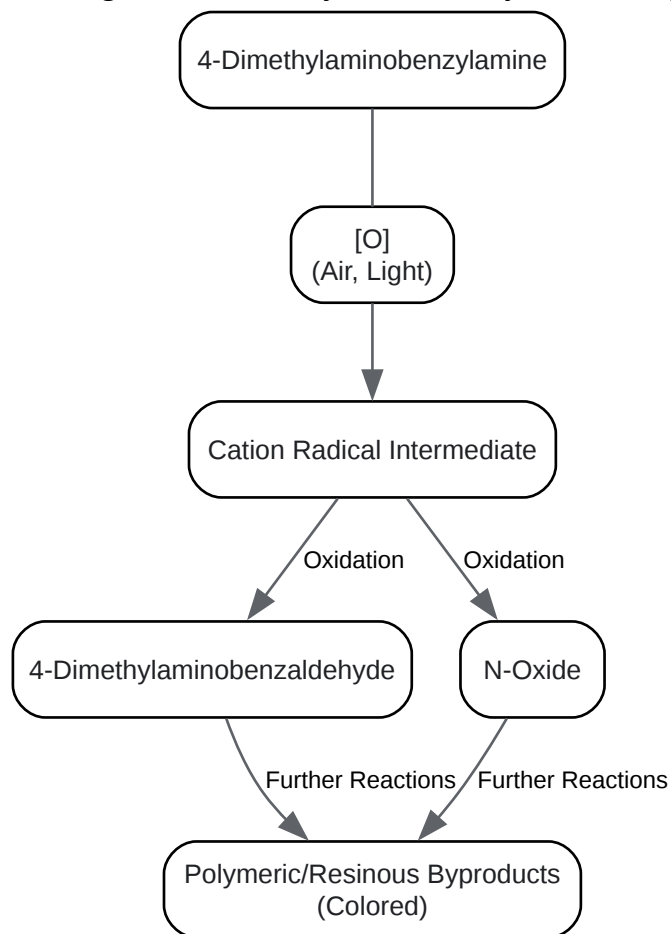 4-Dimethylaminobenzylamine
[O]
(Air, Light)
Cation Radical Intermediate
Oxidation
Oxidation
4-Dimethylaminobenzaldehyde
N-Oxide
Further Reactions
Further Reactions
Polymeric/Resinous Byproducts
(Colored)